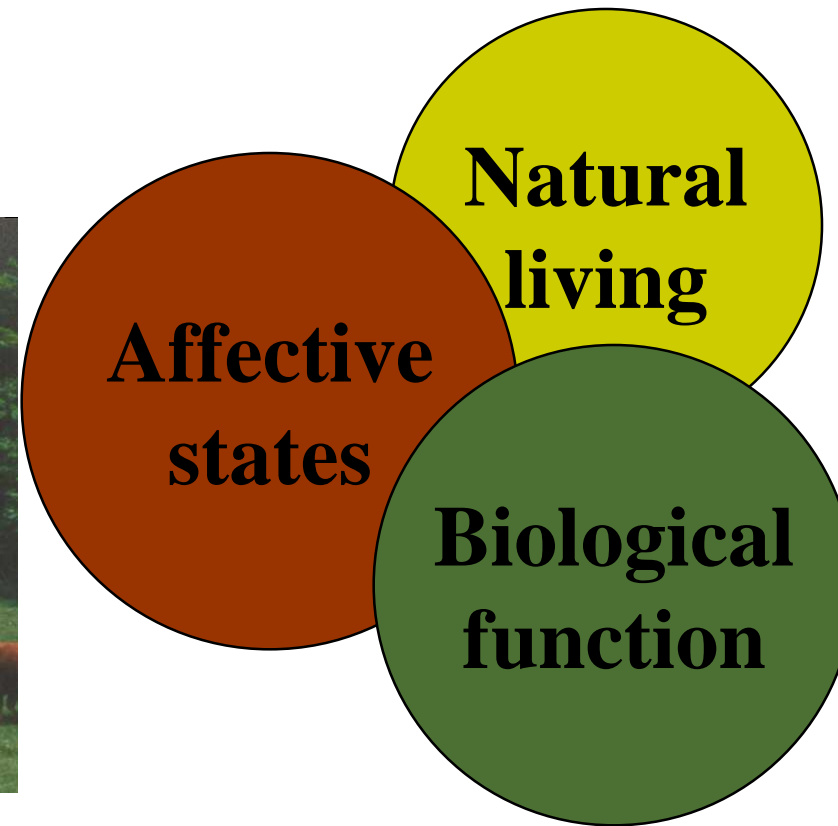 Natural
living
Affective
states
Biological
function